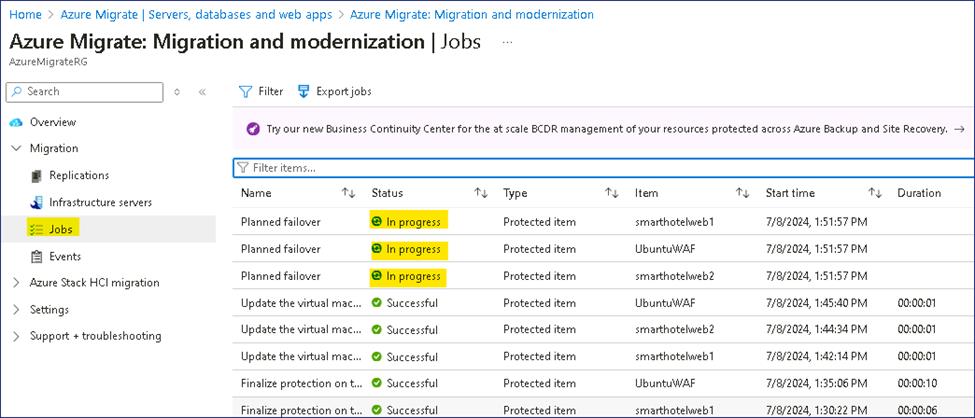 Home > Azure Migrate | Servers, databases and web apps > Azure Migrate: Migration and modernization
Azure Migrate: Migration and modernization | Jobs ...
AzureMigrateRG
Search
Filter Export jobs
Overview
Try our new Business Continuity Center for the at scale BCDR management of your resources protected across Azure Backup and Site Recovery. →
Migration
Replications
Infrastructure servers
Jobs
Events
Azure Stack HCI migration
Settings
Support + troubleshooting
Filter items...
Name Status Type Item Start time Duration
Planned failover In progress Protected item smarthotelweb1 7/8/2024, 1:51:57 PM
Planned failover In progress Protected item UbuntuWAF 7/8/2024, 1:51:57 PM
Planned failover In progress Protected item smarthotelweb2 7/8/2024, 1:51:57 PM
Update the virtual mac... Successful Protected item UbuntuWAF 7/8/2024, 1:45:40 PM 00:00:01
Update the virtual mac... Successful Protected item smarthotelweb2 7/8/2024, 1:44:34 PM 00:00:01
Update the virtual mac... Successful Protected item smarthotelweb1 7/8/2024, 1:42:14 PM 00:00:01
Finalize protection on t... Successful Protected item UbuntuWAF 7/8/2024, 1:35:06 PM 00:00:10
Finalize protection on t... Successful Protected item smarthotelweb1 7/8/2024, 1:30:22 PM 00:00:06